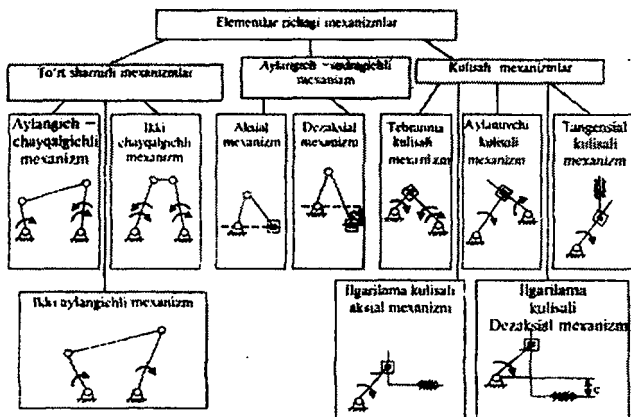 Elementar richagi mexanizmlar
To'rt sharnirli mexanizmlar
Aylangich –
mexanizm
Kulisali mexanizmlar
Aylangich –
chayqalgichli
mexanizm
Ikki
chayqalgichli
mexanizm
Aksial
mexanizm
Dezaksial
mexanizm
Tebranma
kulisali
mexanizm
Aylanuvchi
kulisali
mexanizm
Tangensial
kulisali
mexanizm
Ikki aylangichli mexanizm
Ilgarilama kulisali
aksial mexanizm
Ilgarilama
kulisali
Dezaksial mexanizm
c